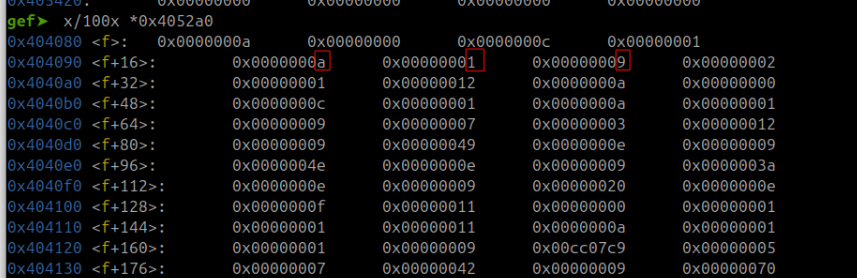 0x403420: 0x00000000 0x00000000 0x00000000 0x00000000
gef➤ x/100x *0x4052a0
0x404080 <f>: 0x0000000a 0x00000000 0x0000000c 0x00000001
0x404090 <f+16>: 0x0000000a 0x00000001 0x00000009 0x00000002
0x4040a0 <f+32>: 0x00000001 0x00000012 0x0000000a 0x00000000
0x4040b0 <f+48>: 0x0000000c 0x00000001 0x0000000a 0x00000001
0x4040c0 <f+64>: 0x00000009 0x00000007 0x00000003 0x00000012
0x4040d0 <f+80>: 0x00000009 0x00000049 0x0000000e 0x00000009
0x4040e0 <f+96>: 0x0000004e 0x0000000e 0x00000009 0x0000003a
0x4040f0 <f+112>: 0x0000000e 0x00000009 0x00000020 0x0000000e
0x404100 <f+128>: 0x0000000f 0x00000011 0x00000000 0x00000001
0x404110 <f+144>: 0x00000001 0x00000011 0x0000000a 0x00000001
0x404120 <f+160>: 0x00000001 0x00000009 0x00cc07c9 0x00000005
0x404130 <f+176>: 0x00000007 0x00000042 0x00000009 0x00000070